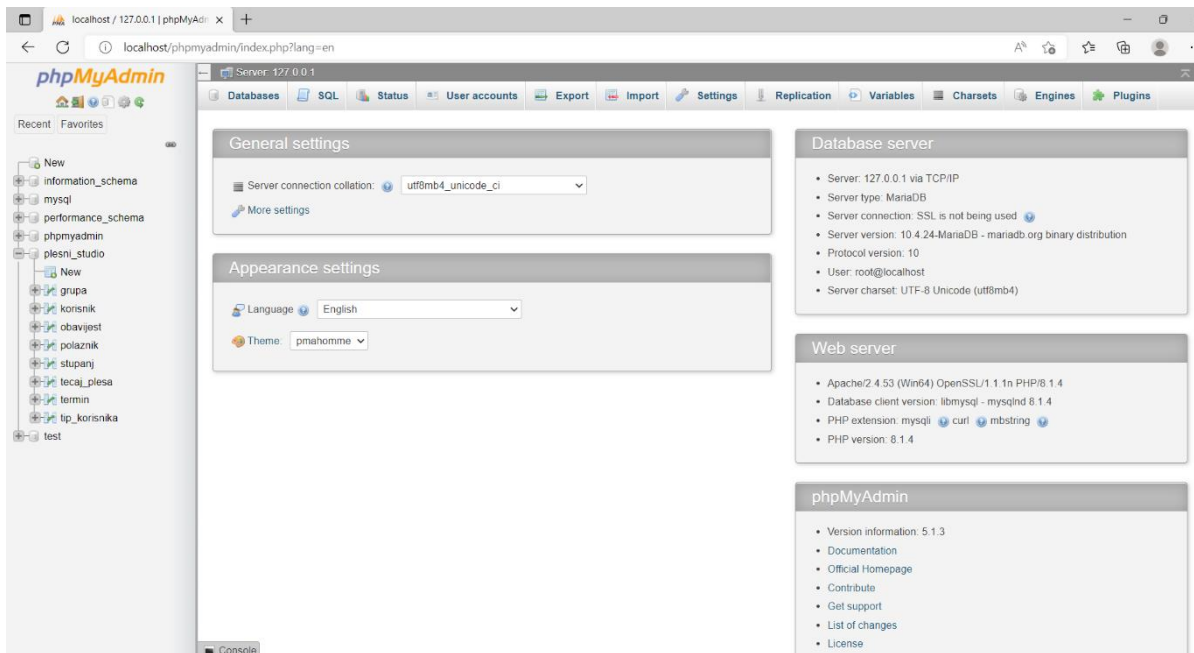 localhost / 127.0.0.1 | phpMyAdn
localhost/phpmyadmin/index.php?lang=en
phpMyAdmin
Recent Favorites
New
information_schema
mysql
performance_schema
phpmyadmin
plesni_studio
New
grupa
korisnik
obavijest
polaznik
stupanj
tecaj_plesa
termin
tip_korisnika
test
Server: 127.0.0.1
Databases SQL Status User accounts Export Import Settings Replication Variables Charsets Engines Plugins
General settings
Server connection collation: utf8mb4_unicode_ci
More settings
Appearance settings
Language English
Theme: pmahomme
Database server
Server: 127.0.0.1 via TCP/IP
Server type: MariaDB
Server connection: SSL is not being used
Server version: 10.4.24-MariaDB - mariadb.org binary distribution
Protocol version: 10
User: root@localhost
Server charset: UTF-8 Unicode (utf8mb4)
Web server
Apache/2.4.53 (Win64) OpenSSL/1.1.1n PHP/8.1.4
Database client version: libmysql - mysqlnd 8.1.4
PHP extension: mysqli curl mbstring
PHP version: 8.1.4
phpMyAdmin
Version information: 5.1.3
Documentation
Official Homepage
Contribute
Get support
List of changes
License
Console